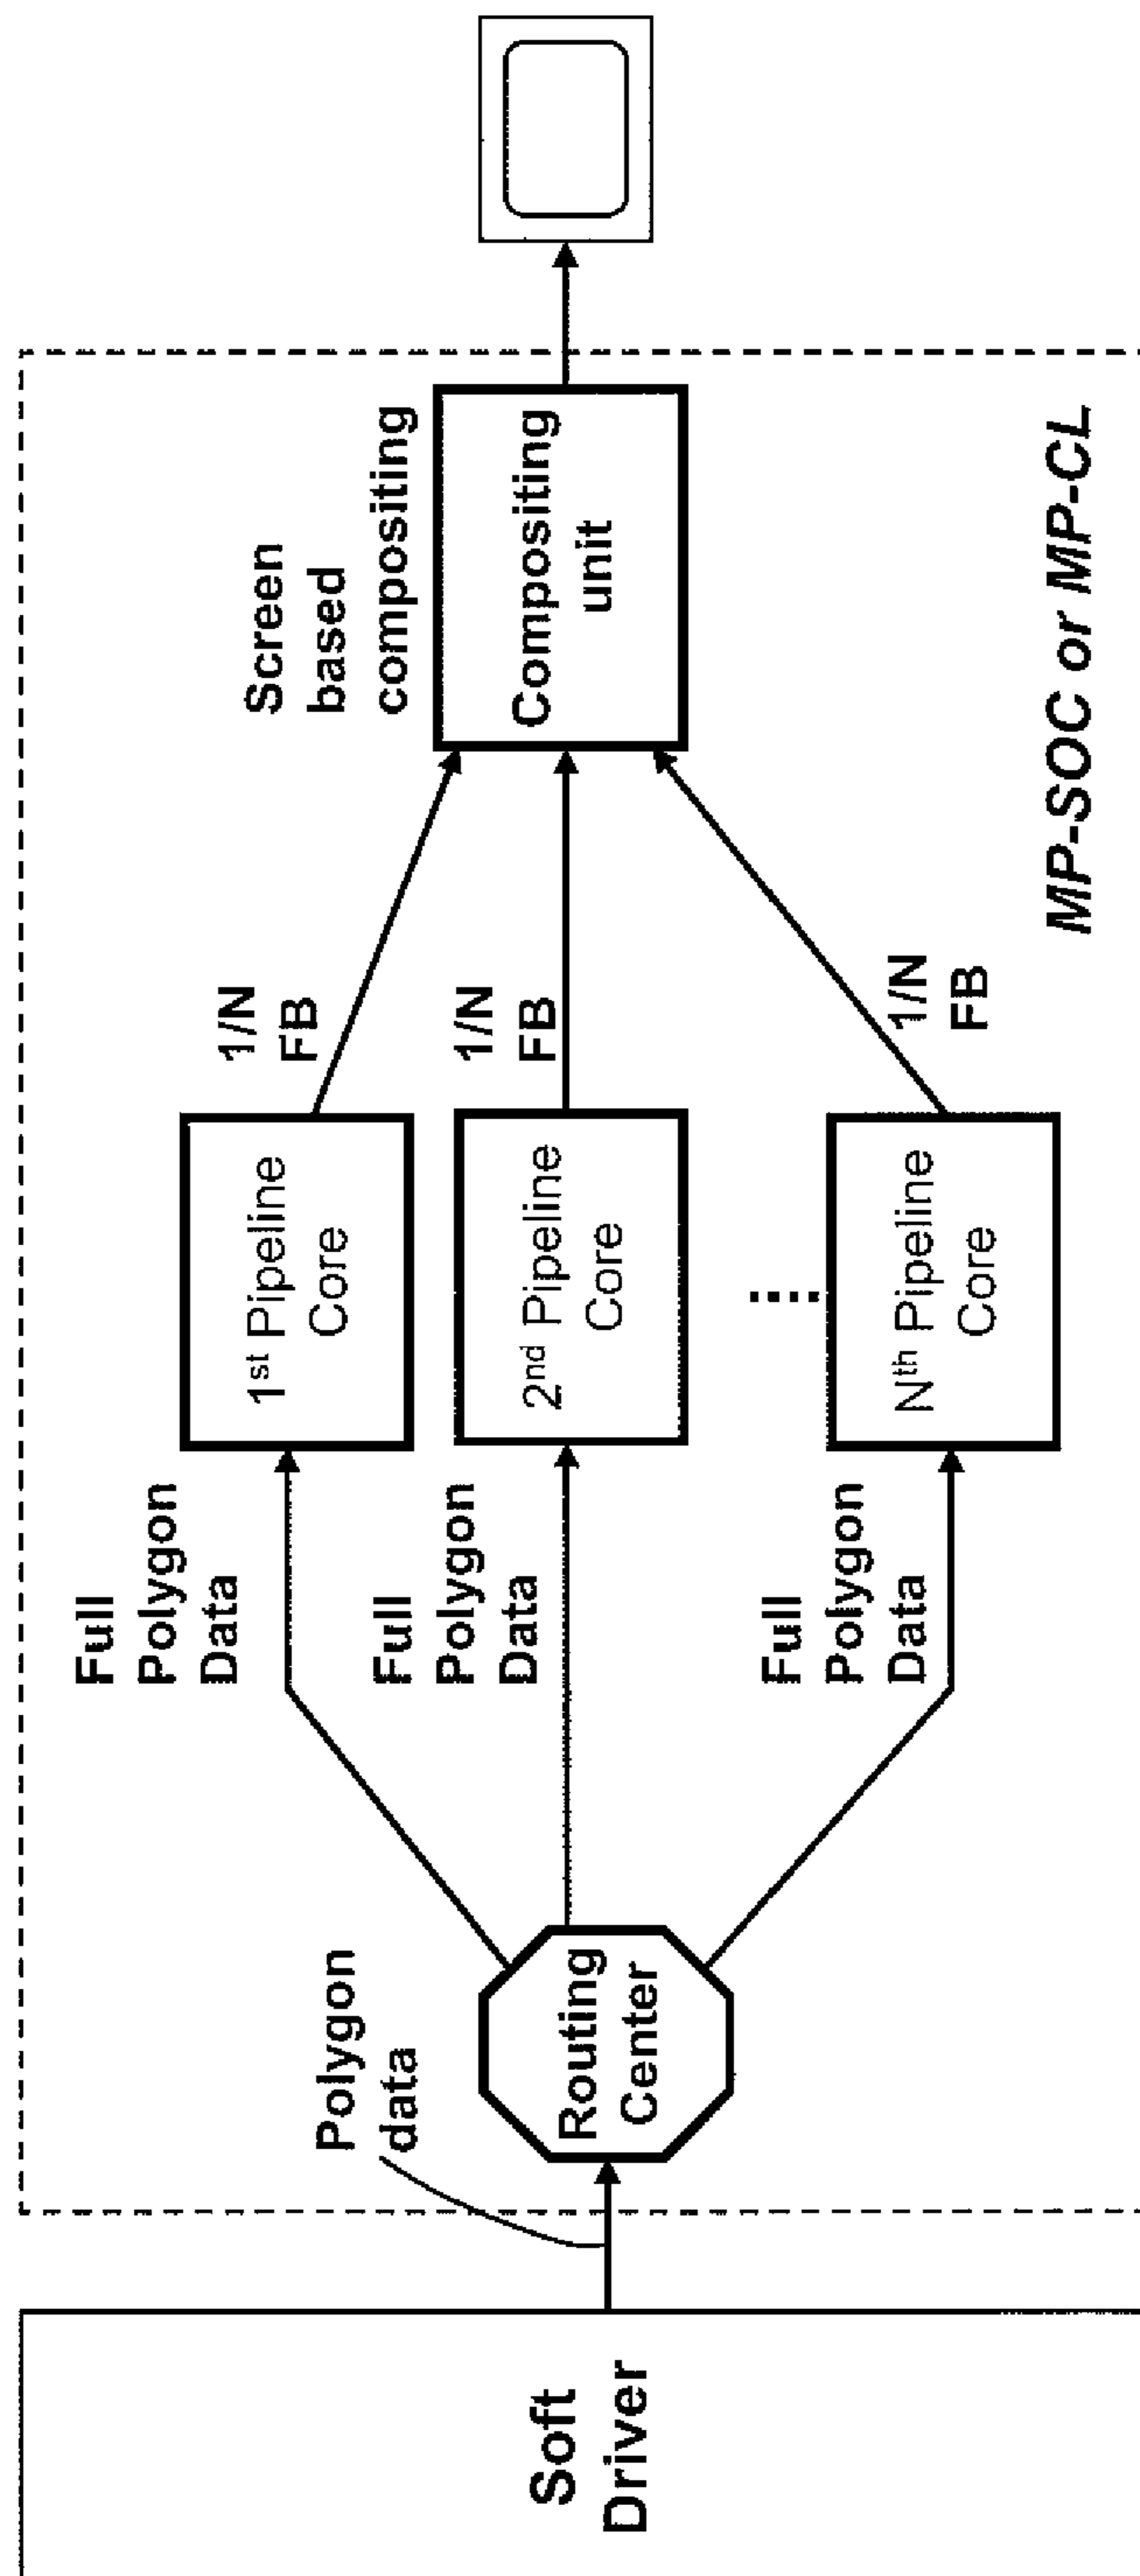 Soft
Driver
Polygon
data
Routing
Center
Full
Polygon
Data
Full
Polygon
Data
Full
Polygon
Data
1st Pipeline
Core
2nd Pipeline
Core
Nth Pipeline
Core
1/N
FB
1/N
FB
1/N
FB
Screen
based
compositing
Compositing
unit
MP-SOC or MP-CL